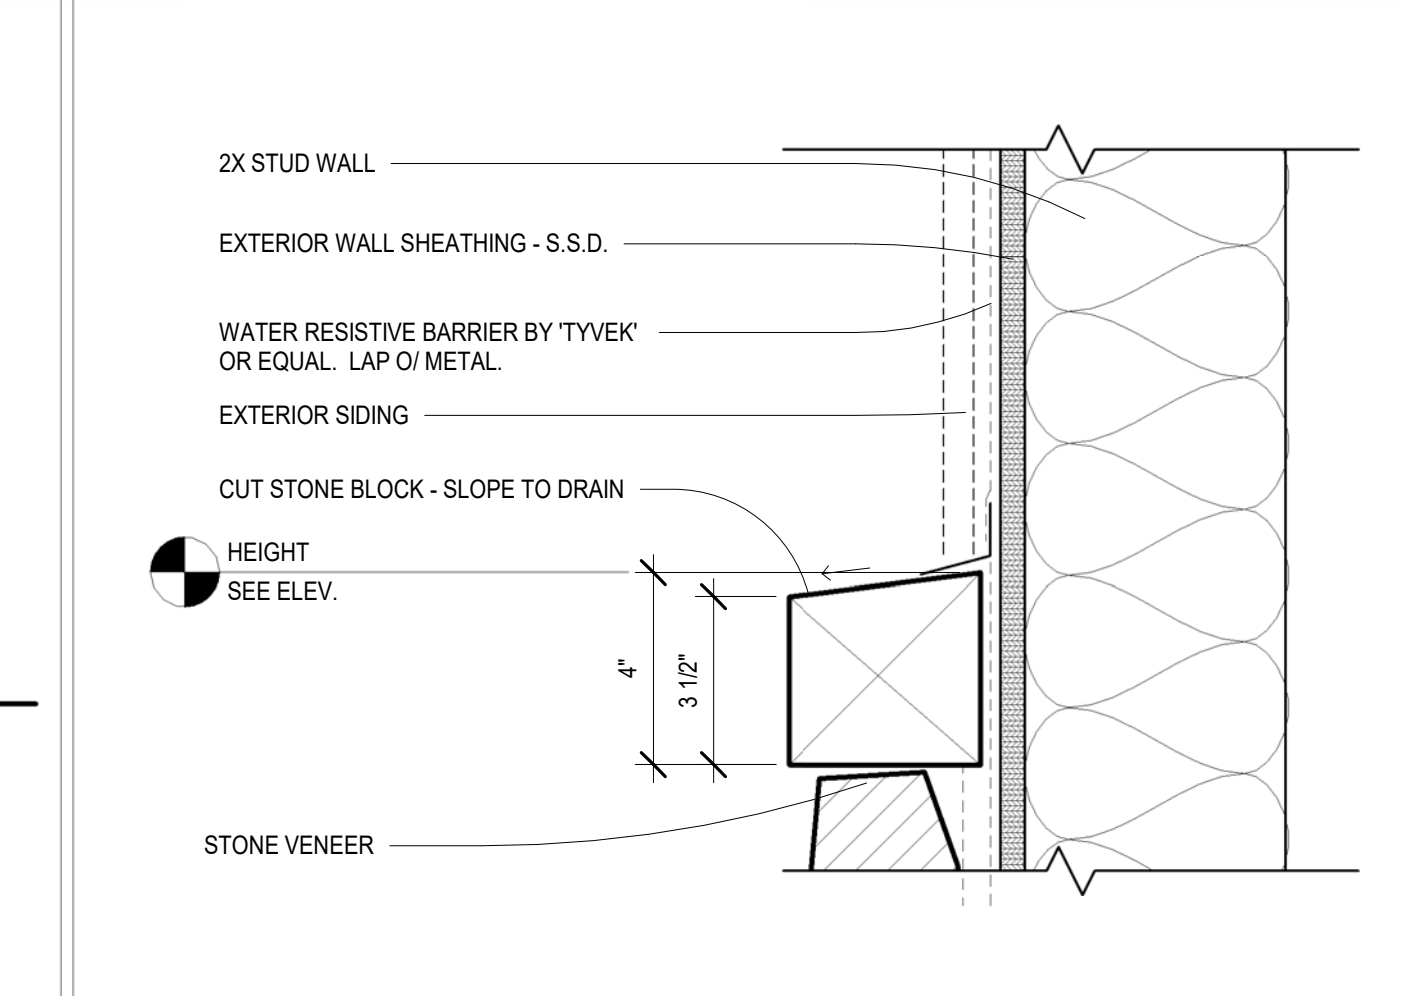 2X STUD WALL
EXTERIOR WALL SHEATHING - S.S.D.
WATER RESISTIVE BARRIER BY 'TYVEK'
OR EQUAL.  LAP O/ METAL.
EXTERIOR SIDING
CUT STONE BLOCK - SLOPE TO DRAIN
HEIGHT
SEE ELEV.
4"
3 1/2"
STONE VENEER